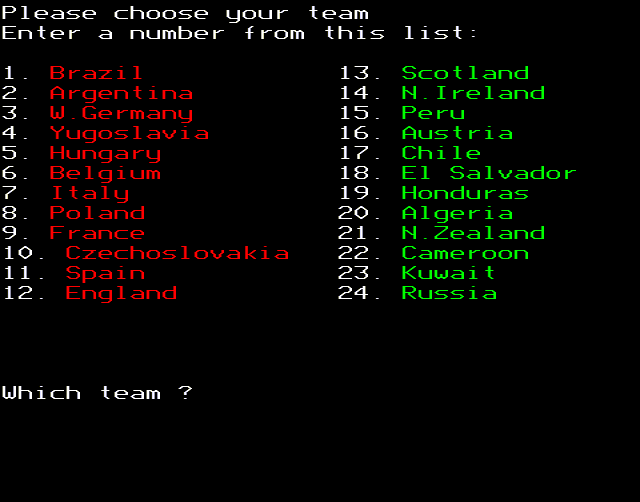 Please choose your team
Enter a number from this list:
1. Brazil
2. Argentina
3. W.Germany
4. Yugoslavia
5. Hungary
6. Belgium
7. Italy
8. Poland
9. France
10. Czechoslovakia
11. Spain
12. England
13. Scotland
14. N.Ireland
15. Peru
16. Austria
17. Chile
18. El Salvador
19. Honduras
20. Algeria
21. N.Zealand
22. Cameroon
23. Kuwait
24. Russia
Which team ?